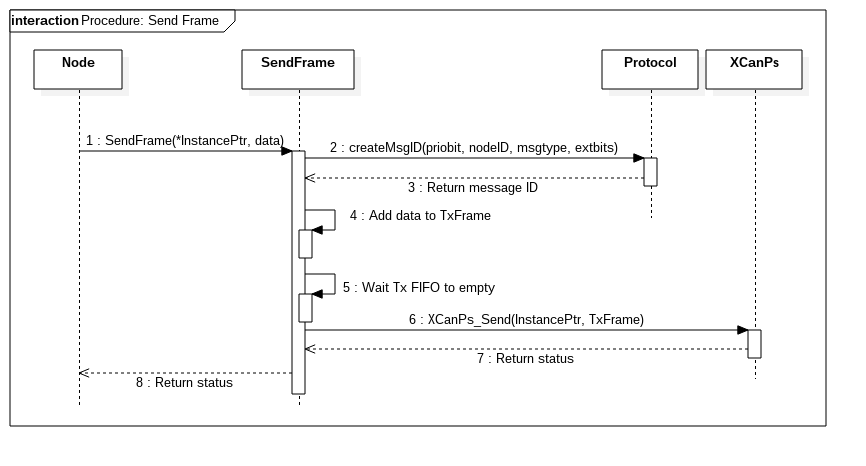 interaction Procedure: Send Frame
Node
SendFrame
Protocol
XCanPs
1 : SendFrame(*InstancePtr, data)
2 : createMsgID(priobit, nodeID, msgtype, extbits)
3 : Return message ID
4 : Add data to TxFrame
5 : Wait Tx FIFO to empty
6 : XCanPs_Send(InstancePtr, TxFrame)
7 : Return status
8 : Return status